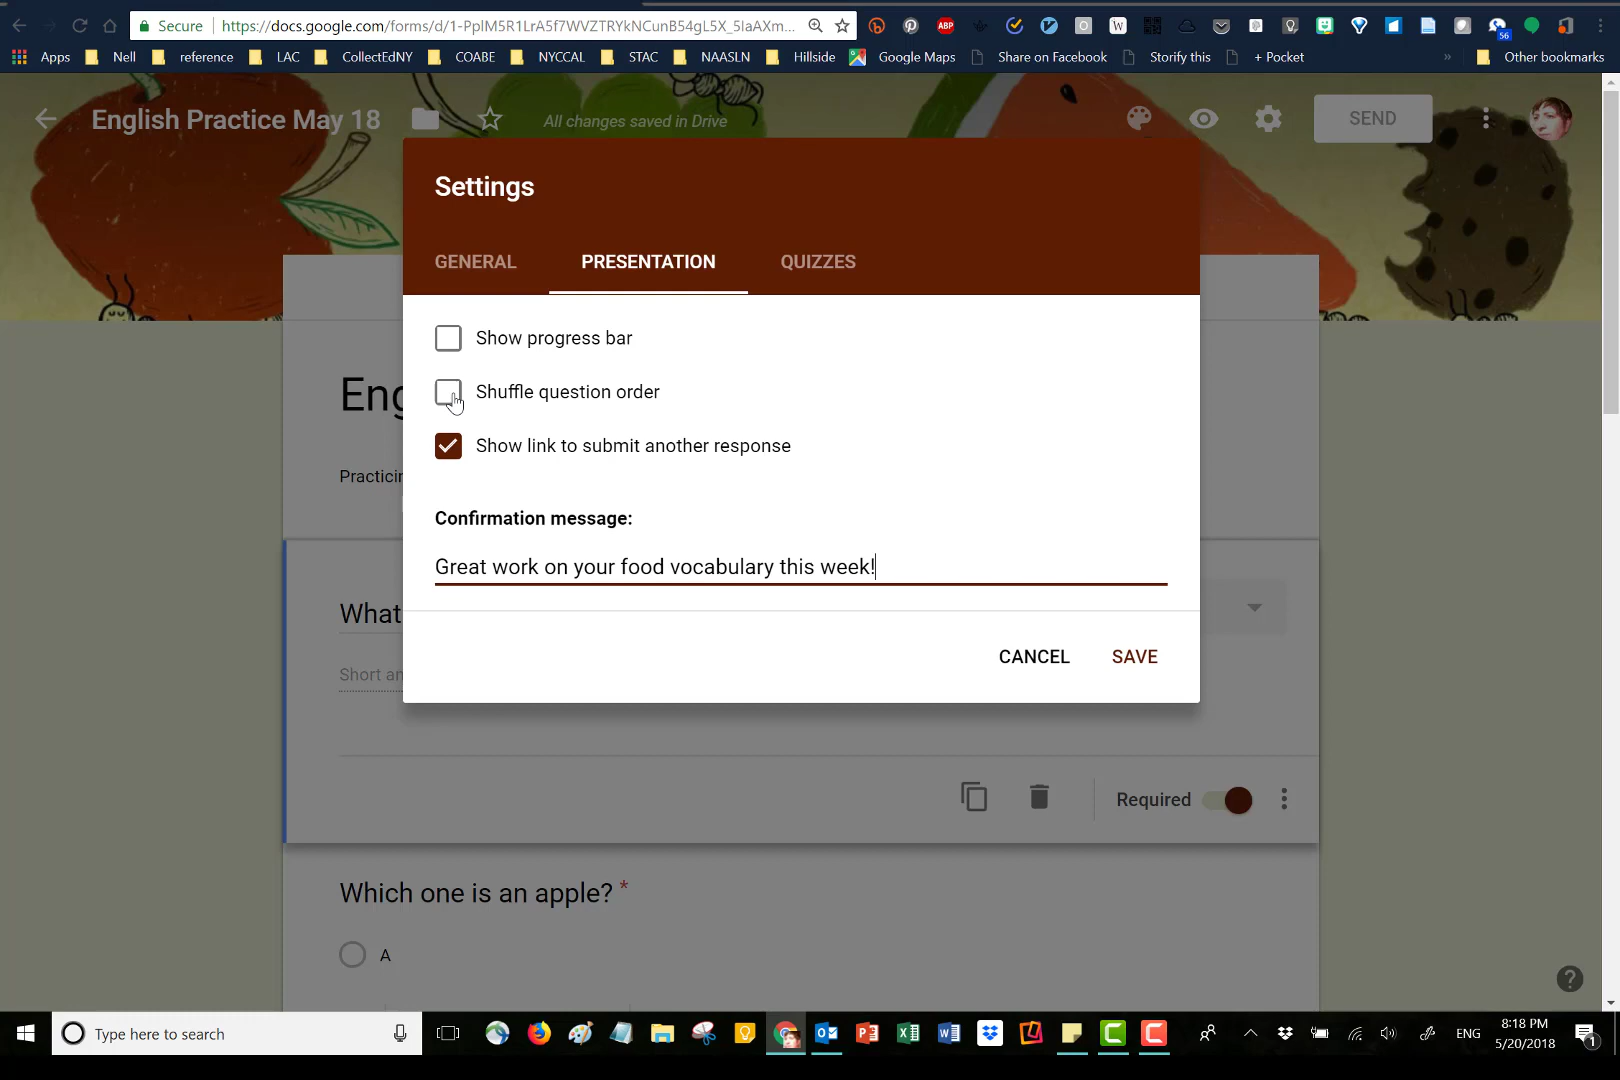 Secure https://docs.google.com/forms/d/1-PplM5R1LrA5f7WVZTRYkNCunB54gL5X_5IaAXm...
Apps Nell reference LAC CollectEdNY COABE NYCCAL STAC NAASLN Hillside Google Maps Share on Facebook Storify this + Pocket » Other bookmarks
English Practice May 18 All changes saved in Drive SEND
Settings
GENERAL PRESENTATION QUIZZES
Show progress bar
Shuffle question order
Show link to submit another response
Confirmation message:
Great work on your food vocabulary this week!
CANCEL SAVE
Eng
Practicin
What
Short an
Required
Which one is an apple? *
A
Type here to search
ENG
8:18 PM
5/20/2018
ABP
56
1